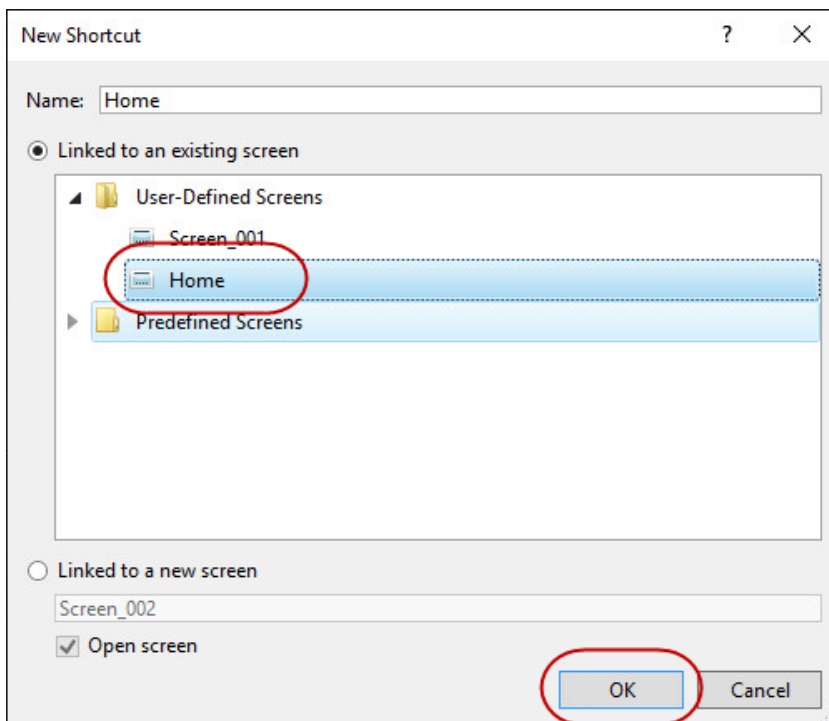 New Shortcut ?
Name: Home
Linked to an existing screen
User-Defined Screens
Screen_001
Home
Predefined Screens
Linked to a new screen
Screen_002
Open screen
OK Cancel